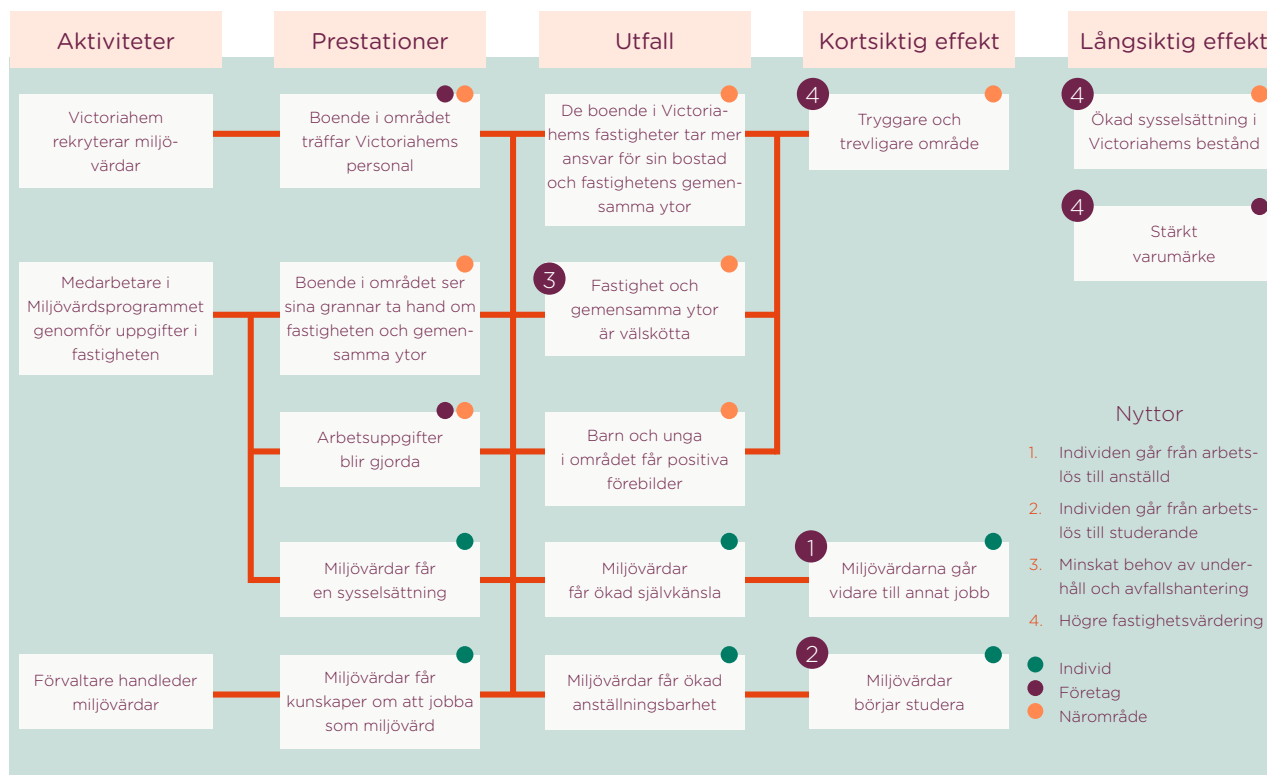 Aktiviteter
Prestationer
Utfall
Kortsiktig effekt
Långsiktig effekt
Victoriahem
rekryterar miljö-
värdar
Medarbetare i
Miljövärdsprogrammet
genomför uppgifter i
fastigheten
Förvaltare handleder
miljövärdar
Boende i området
träffar Victoriahems
personal
Boende i området ser
sina grannar ta hand om
fastigheten och gemen-
samma ytor
Arbetsuppgifter
blir gjorda
Miljövärdar får
en sysselsättning
Miljövärdar får
kunskaper om att jobba
som miljövärd
De boende i Victoria-
hems fastigheter tar mer
ansvar för sin bostad
och fastighetens gemen-
samma ytor
3
Fastighet och
gemensamma ytor
är välskötta
Barn och unga
i området får positiva
förebilder
Miljövärdar
får ökad självkänsla
Miljövärdar får ökad
anställningsbarhet
4
Tryggare och
trevligare område
1
Miljövärdarna går
vidare till annat jobb
2
Miljövärdar
börjar studera
4
Ökad sysselsättning i
Victoriahems bestånd
4
Stärkt
varumärke
Nyttor
1. Individen går från arbets-
lös till anställd
2. Individen går från arbets-
lös till studerande
3. Minskat behov av under-
håll och avfallshantering
4. Högre fastighetsvärdering
Individ
Företag
Närområde